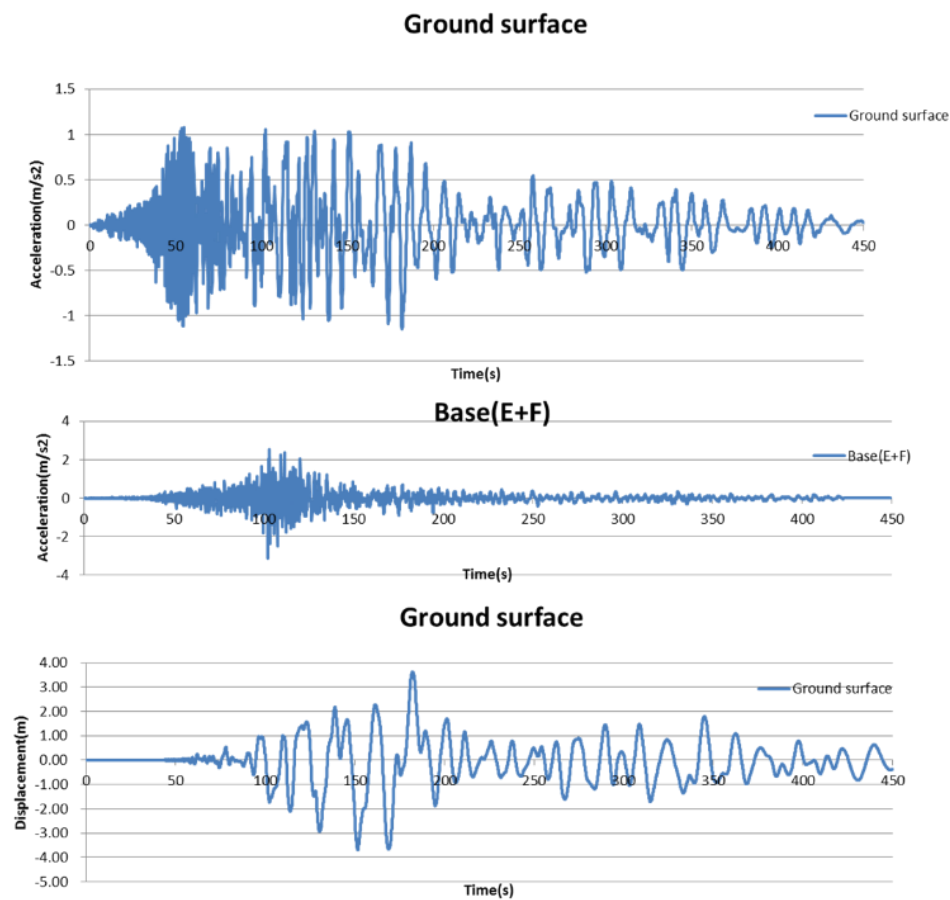 Ground surface
1.5
1
0.5
0
-0.5
-1
-1.5
Acceleration(m/s2)
0 50 100 150 200 250 300 350 400 450
Time(s)
Ground surface
Base(E+F)
4
2
0
-2
-4
Acceleration(m/s2)
0 50 100 150 200 250 300 350 400 450
Time(s)
Base(E+F)
Ground surface
4.00
3.00
2.00
1.00
0.00
-1.00
-2.00
-3.00
-4.00
-5.00
Displacement(m)
0 50 100 150 200 250 300 350 400 450
Time(s)
Ground surface